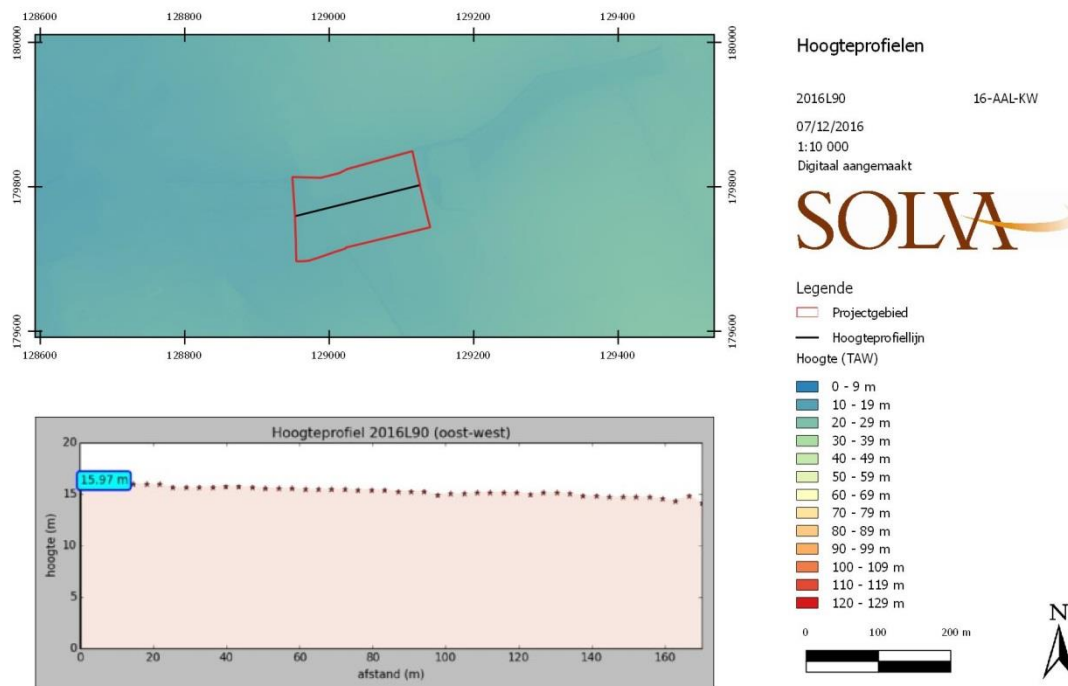 128600 128800 129000 129200 129400
180000 180000
179800 179800
179600 179600
128600 128800 129000 129200 129400
Hoogteprofiel 2016L90 (oost-west)
20
15
10
5
0
15.97 m
hoogte (m)
0 20 40 60 80 100 120 140 160
afstand (m)
Hoogteprofielen
2016L90 16-AAL-KW
07/12/2016
1:10 000
Digitaal aangemaakt
SOLVA
Legende
Projectgebied
Hoogteprofiellijn
Hoogte (TAW)
0 - 9 m
10 - 19 m
20 - 29 m
30 - 39 m
40 - 49 m
50 - 59 m
60 - 69 m
70 - 79 m
80 - 89 m
90 - 99 m
100 - 109 m
110 - 119 m
120 - 129 m
0 100 200 m
N